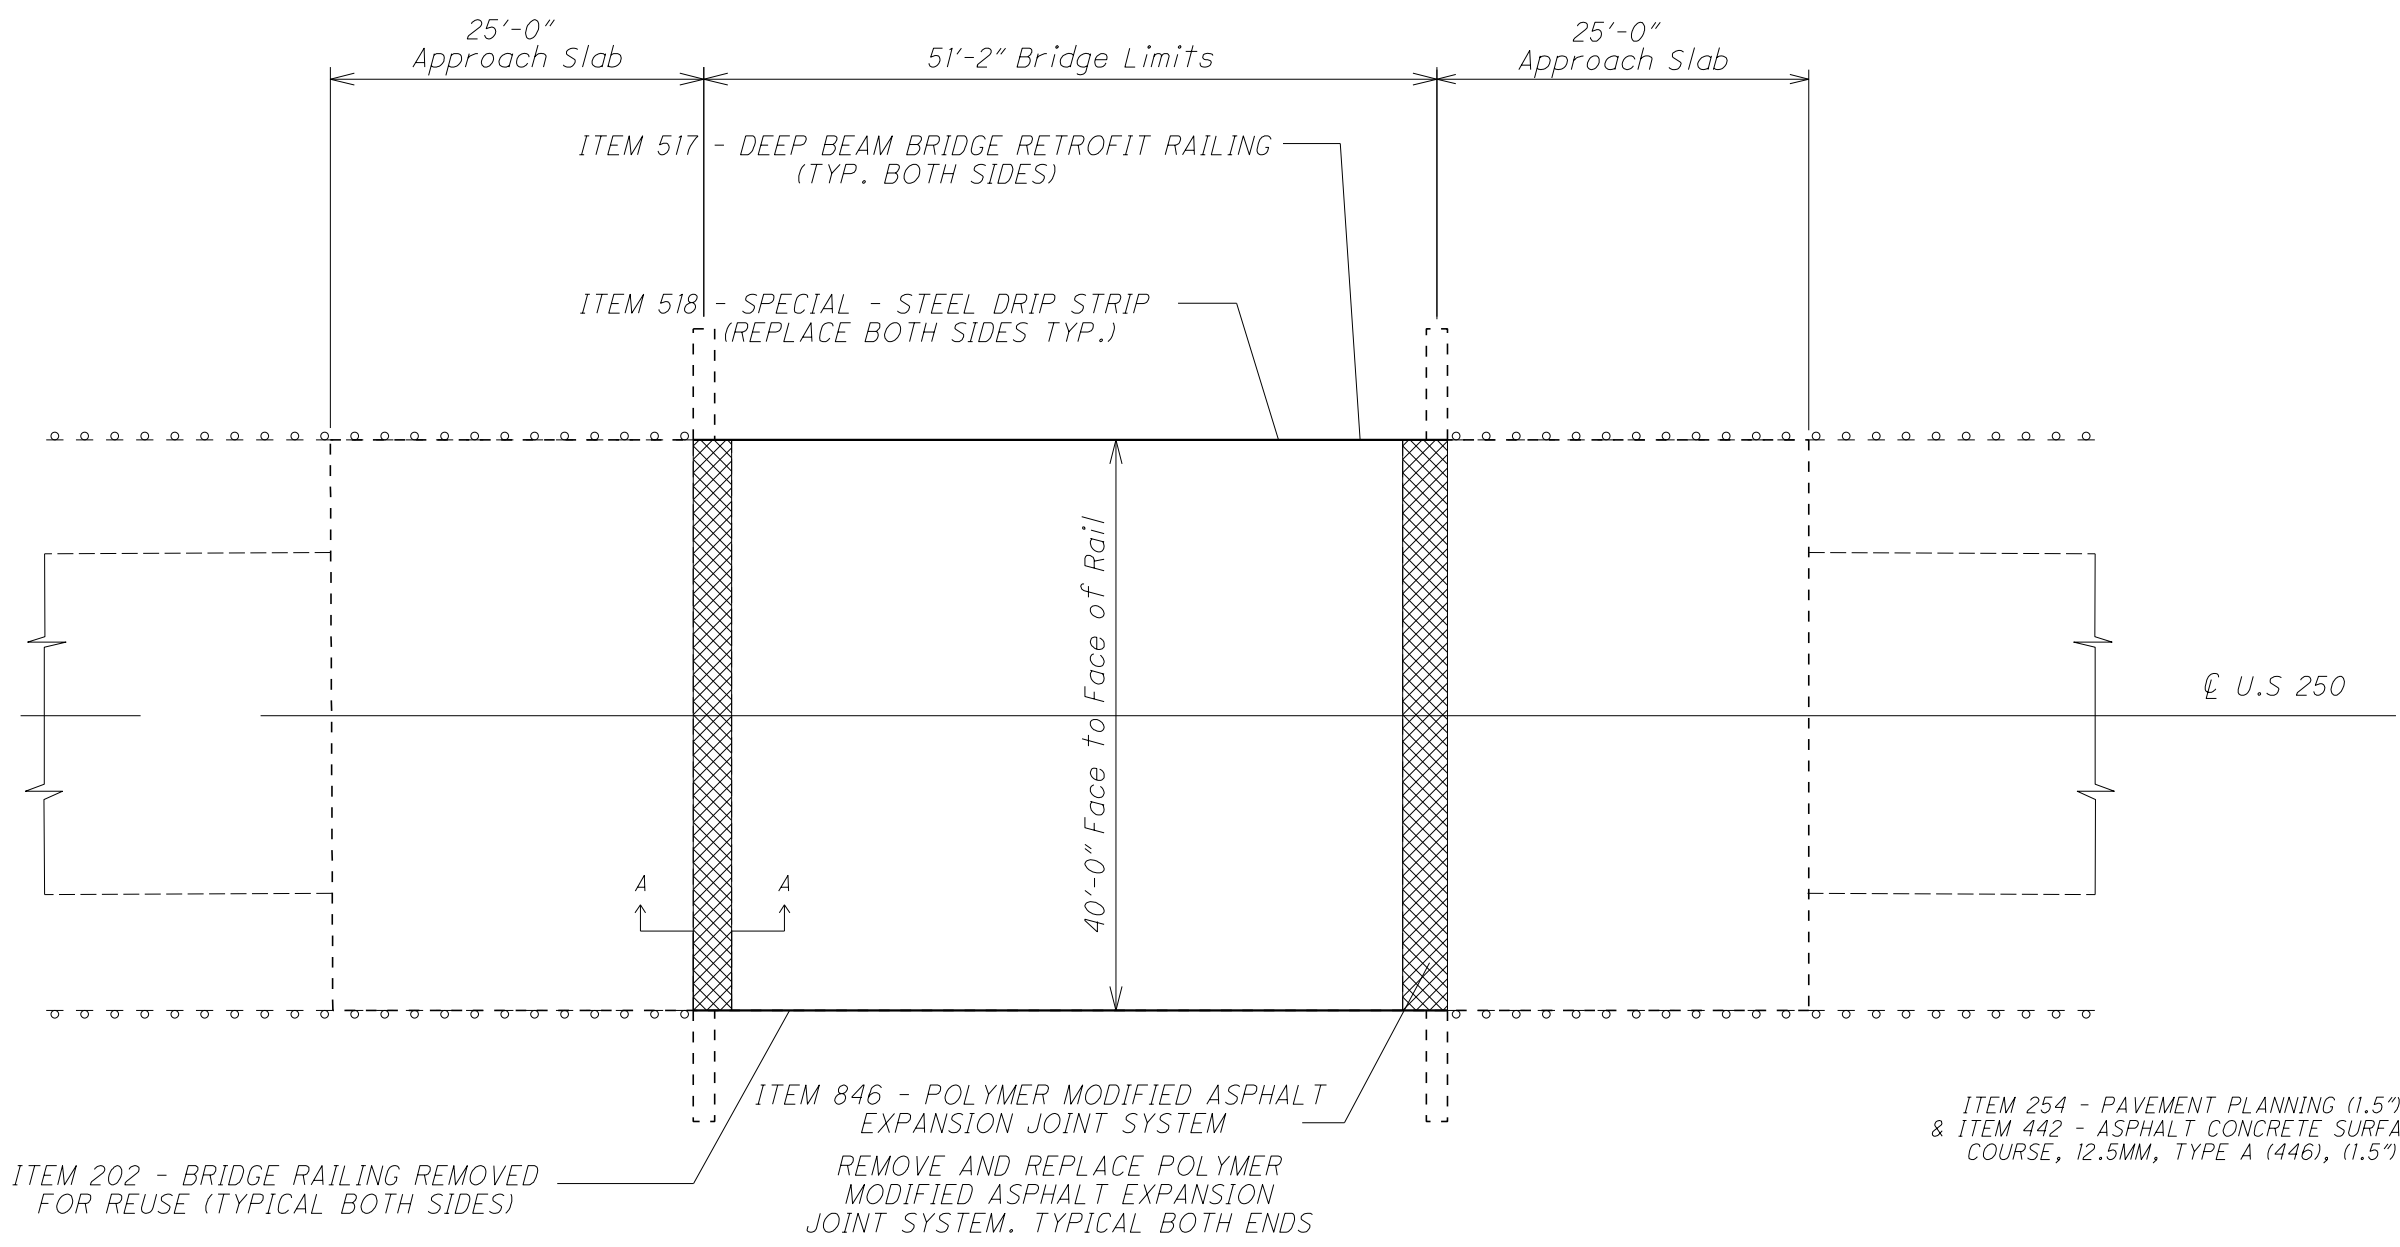 25'-0"
Approach Slab
51'-2" Bridge Limits
25'-0"
Approach Slab
ITEM 517 - DEEP BEAM BRIDGE RETROFIT RAILING
(TYP. BOTH SIDES)
ITEM 518 - SPECIAL - STEEL DRIP STRIP
(REPLACE BOTH SIDES TYP.)
40'-0" Face to Face of Rail
℄ U.S 250
A A
ITEM 846 - POLYMER MODIFIED ASPHALT
EXPANSION JOINT SYSTEM
REMOVE AND REPLACE POLYMER
MODIFIED ASPHALT EXPANSION
JOINT SYSTEM. TYPICAL BOTH ENDS
ITEM 202 - BRIDGE RAILING REMOVED
FOR REUSE (TYPICAL BOTH SIDES)
ITEM 254 - PAVEMENT PLANNING (1.5")
& ITEM 442 - ASPHALT CONCRETE SURFA
COURSE, 12.5MM, TYPE A (446), (1.5")